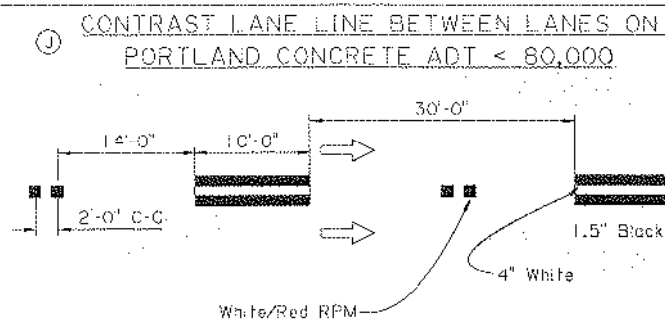 J CONTRAST LANE LINE BETWEEN LANES ON
PORTLAND CONCRETE ADT < 80,000
30'-0"
14'-0" 10'-0"
2'-0" C-C
1.5" Black
4" White
White/Red RPM